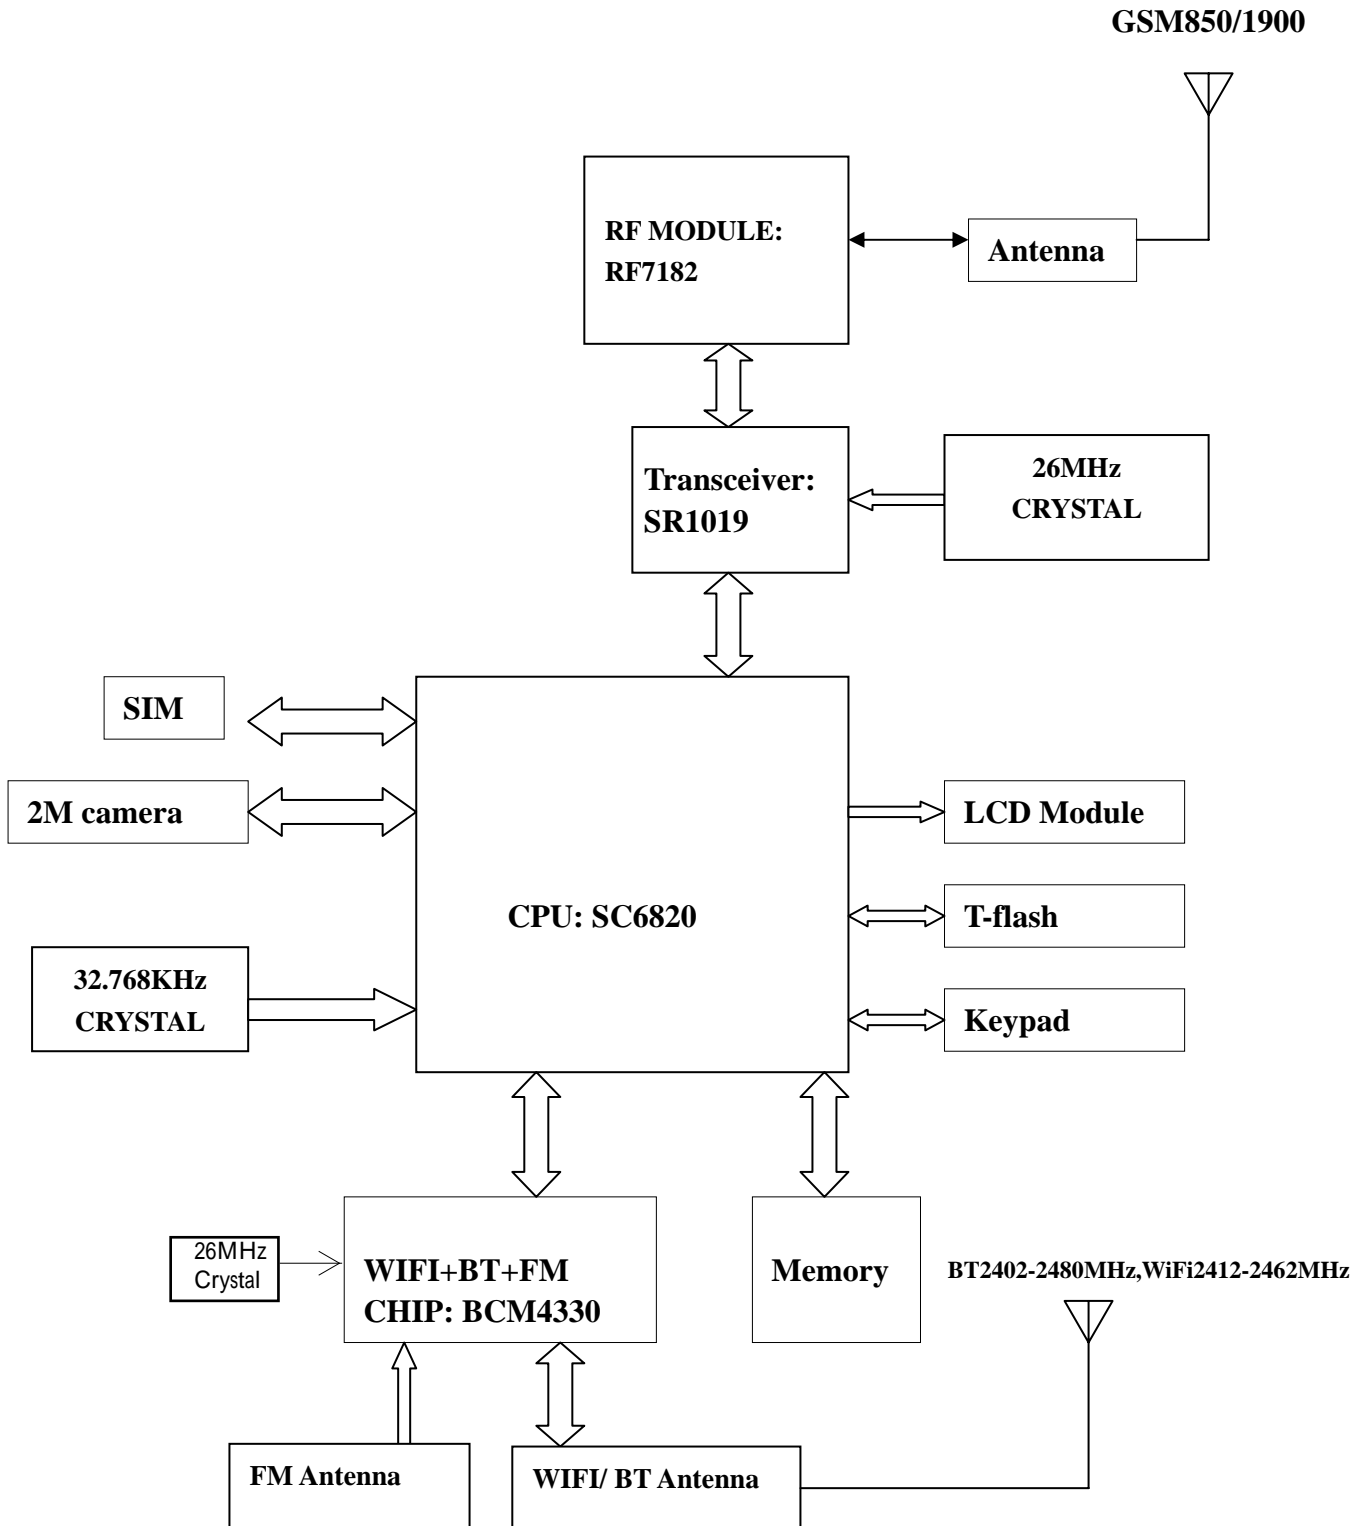 GSM850/1900
RF MODULE:
RF7182
Antenna
Transceiver:
SR1019
26MHz
CRYSTAL
SIM
2M camera
LCD Module
CPU: SC6820
T-flash
32.768KHz
CRYSTAL
Keypad
26MHz
Crystal
WIFI+BT+FM
CHIP: BCM4330
Memory
BT2402-2480MHz,WiFi2412-2462MHz
FM Antenna
WIFI/ BT Antenna